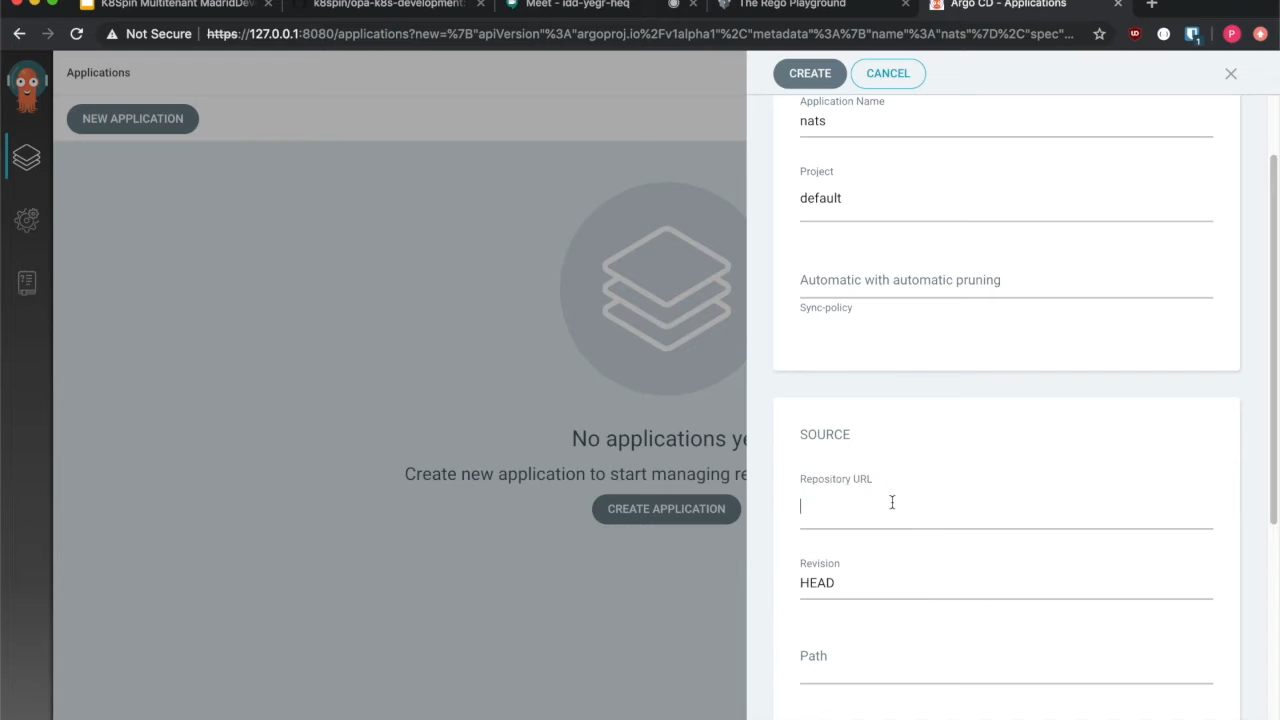 K8Spin Multitenant MadridDev
k8spin/opa-k8s-development:
Meet - idd-yegr-heq
The Rego Playground
Argo CD - Applications
Not Secure
https://127.0.0.1:8080/applications?new=%7B"apiVersion"%3A"argoproj.io%2Fv1alpha1"%2C"metadata"%3A%7B"name"%3A"nats"%7D%2C"spec"...
1
P
Applications
CREATE
CANCEL
NEW APPLICATION
Application Name
nats
Project
default
Automatic with automatic pruning
Sync-policy
SOURCE
No applications ye
Create new application to start managing re
CREATE APPLICATION
Repository URL
Revision
HEAD
Path